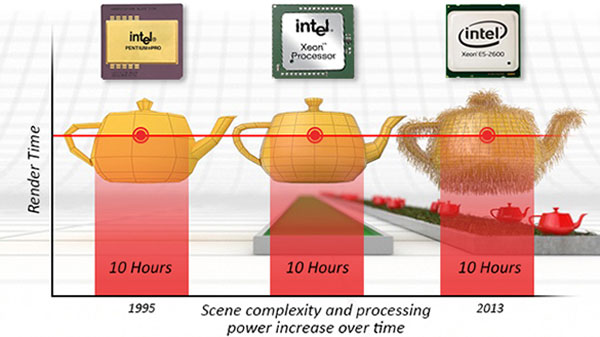 intel®
PENTIUM®PRO
intel®
Xeon™
Processor
intel®
Xeon® E5-2600
Render Time
10 Hours
10 Hours
10 Hours
1995
Scene complexity and processing
power increase over time
2013